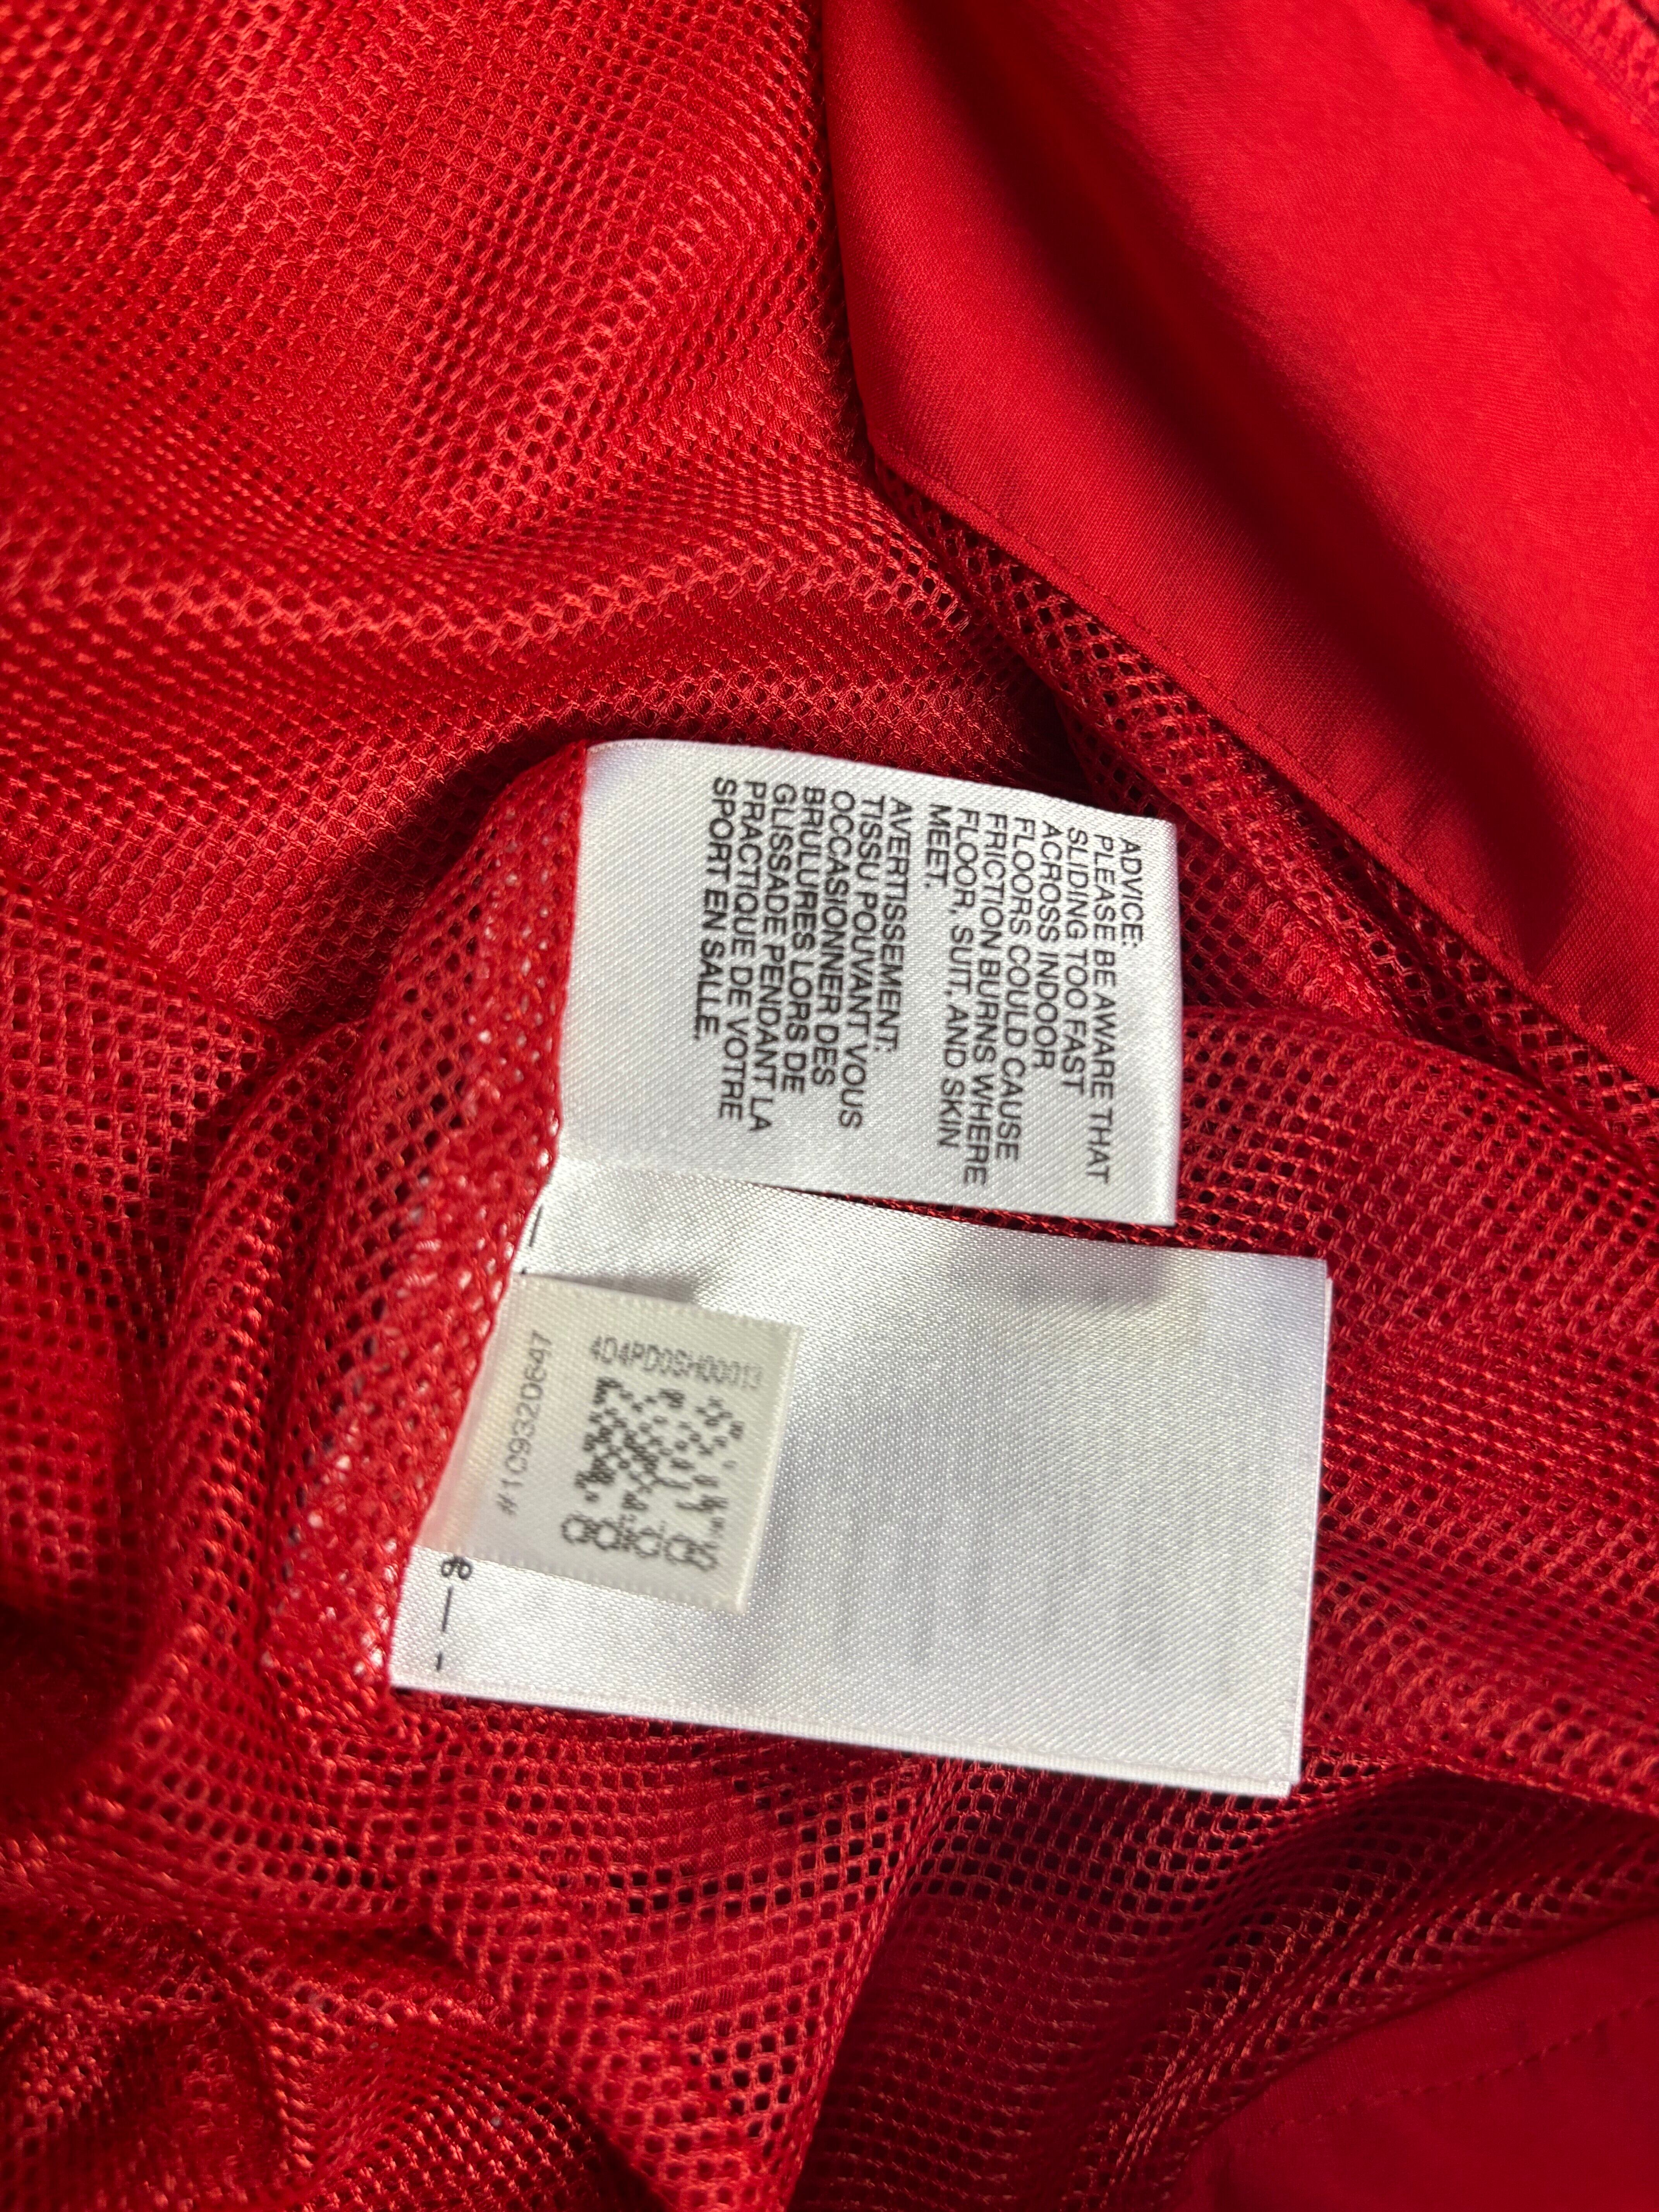 ADVICE:
PLEASE BE AWARE THAT
SLIDING TOO FAST
ACROSS INDOOR
FLOORS COULD CAUSE
FRICTION BURNS WHERE
FLOOR, SUIT, AND SKIN
MEET.
AVERTISSEMENT:
TISSU POUVANT VOUS
OCCASIONNER DES
BRULURES LORS DE
GLISSADE PENDANT LA
PRACTIQUE DE VOTRE
SPORT EN SALLE.
4D4PD0SH00013
adidas
#10932D647